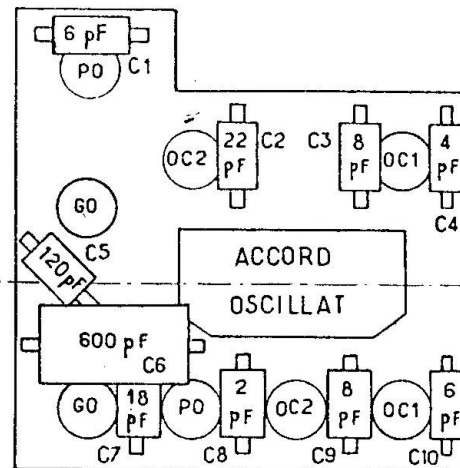 6 pF
PO
C1
OC2
22
pF
C2
C3
8
pF
OC1
4
pF
C4
GO
C5
120pF
ACCORD
OSCILLAT
600 pF
C6
GO
18
pF
C7
PO
2
pF
C8
OC2
8
pF
C9
OC1
6
pF
C10